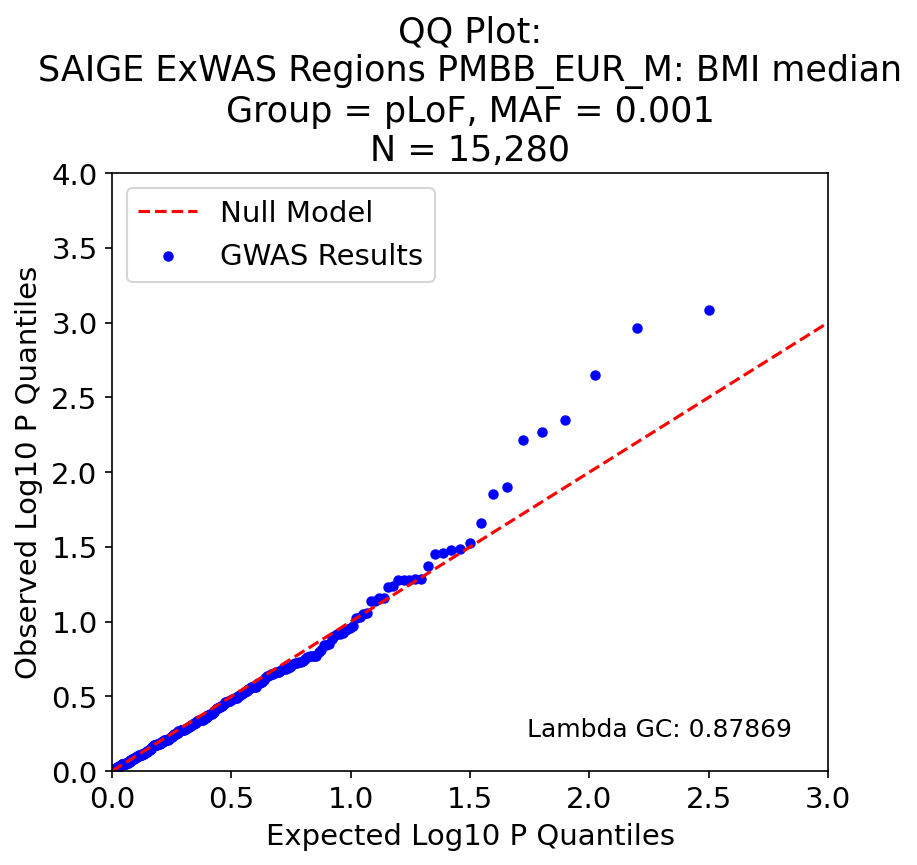 QQ Plot:
SAIGE ExWAS Regions PMBB_EUR_M: BMI median
Group = pLoF, MAF = 0.001
N = 15,280
Null Model
GWAS Results
Observed Log10 P Quantiles
4.0
3.5
3.0
2.5
2.0
1.5
1.0
0.5
0.0
Lambda GC: 0.87869
0.0 0.5 1.0 1.5 2.0 2.5 3.0
Expected Log10 P Quantiles